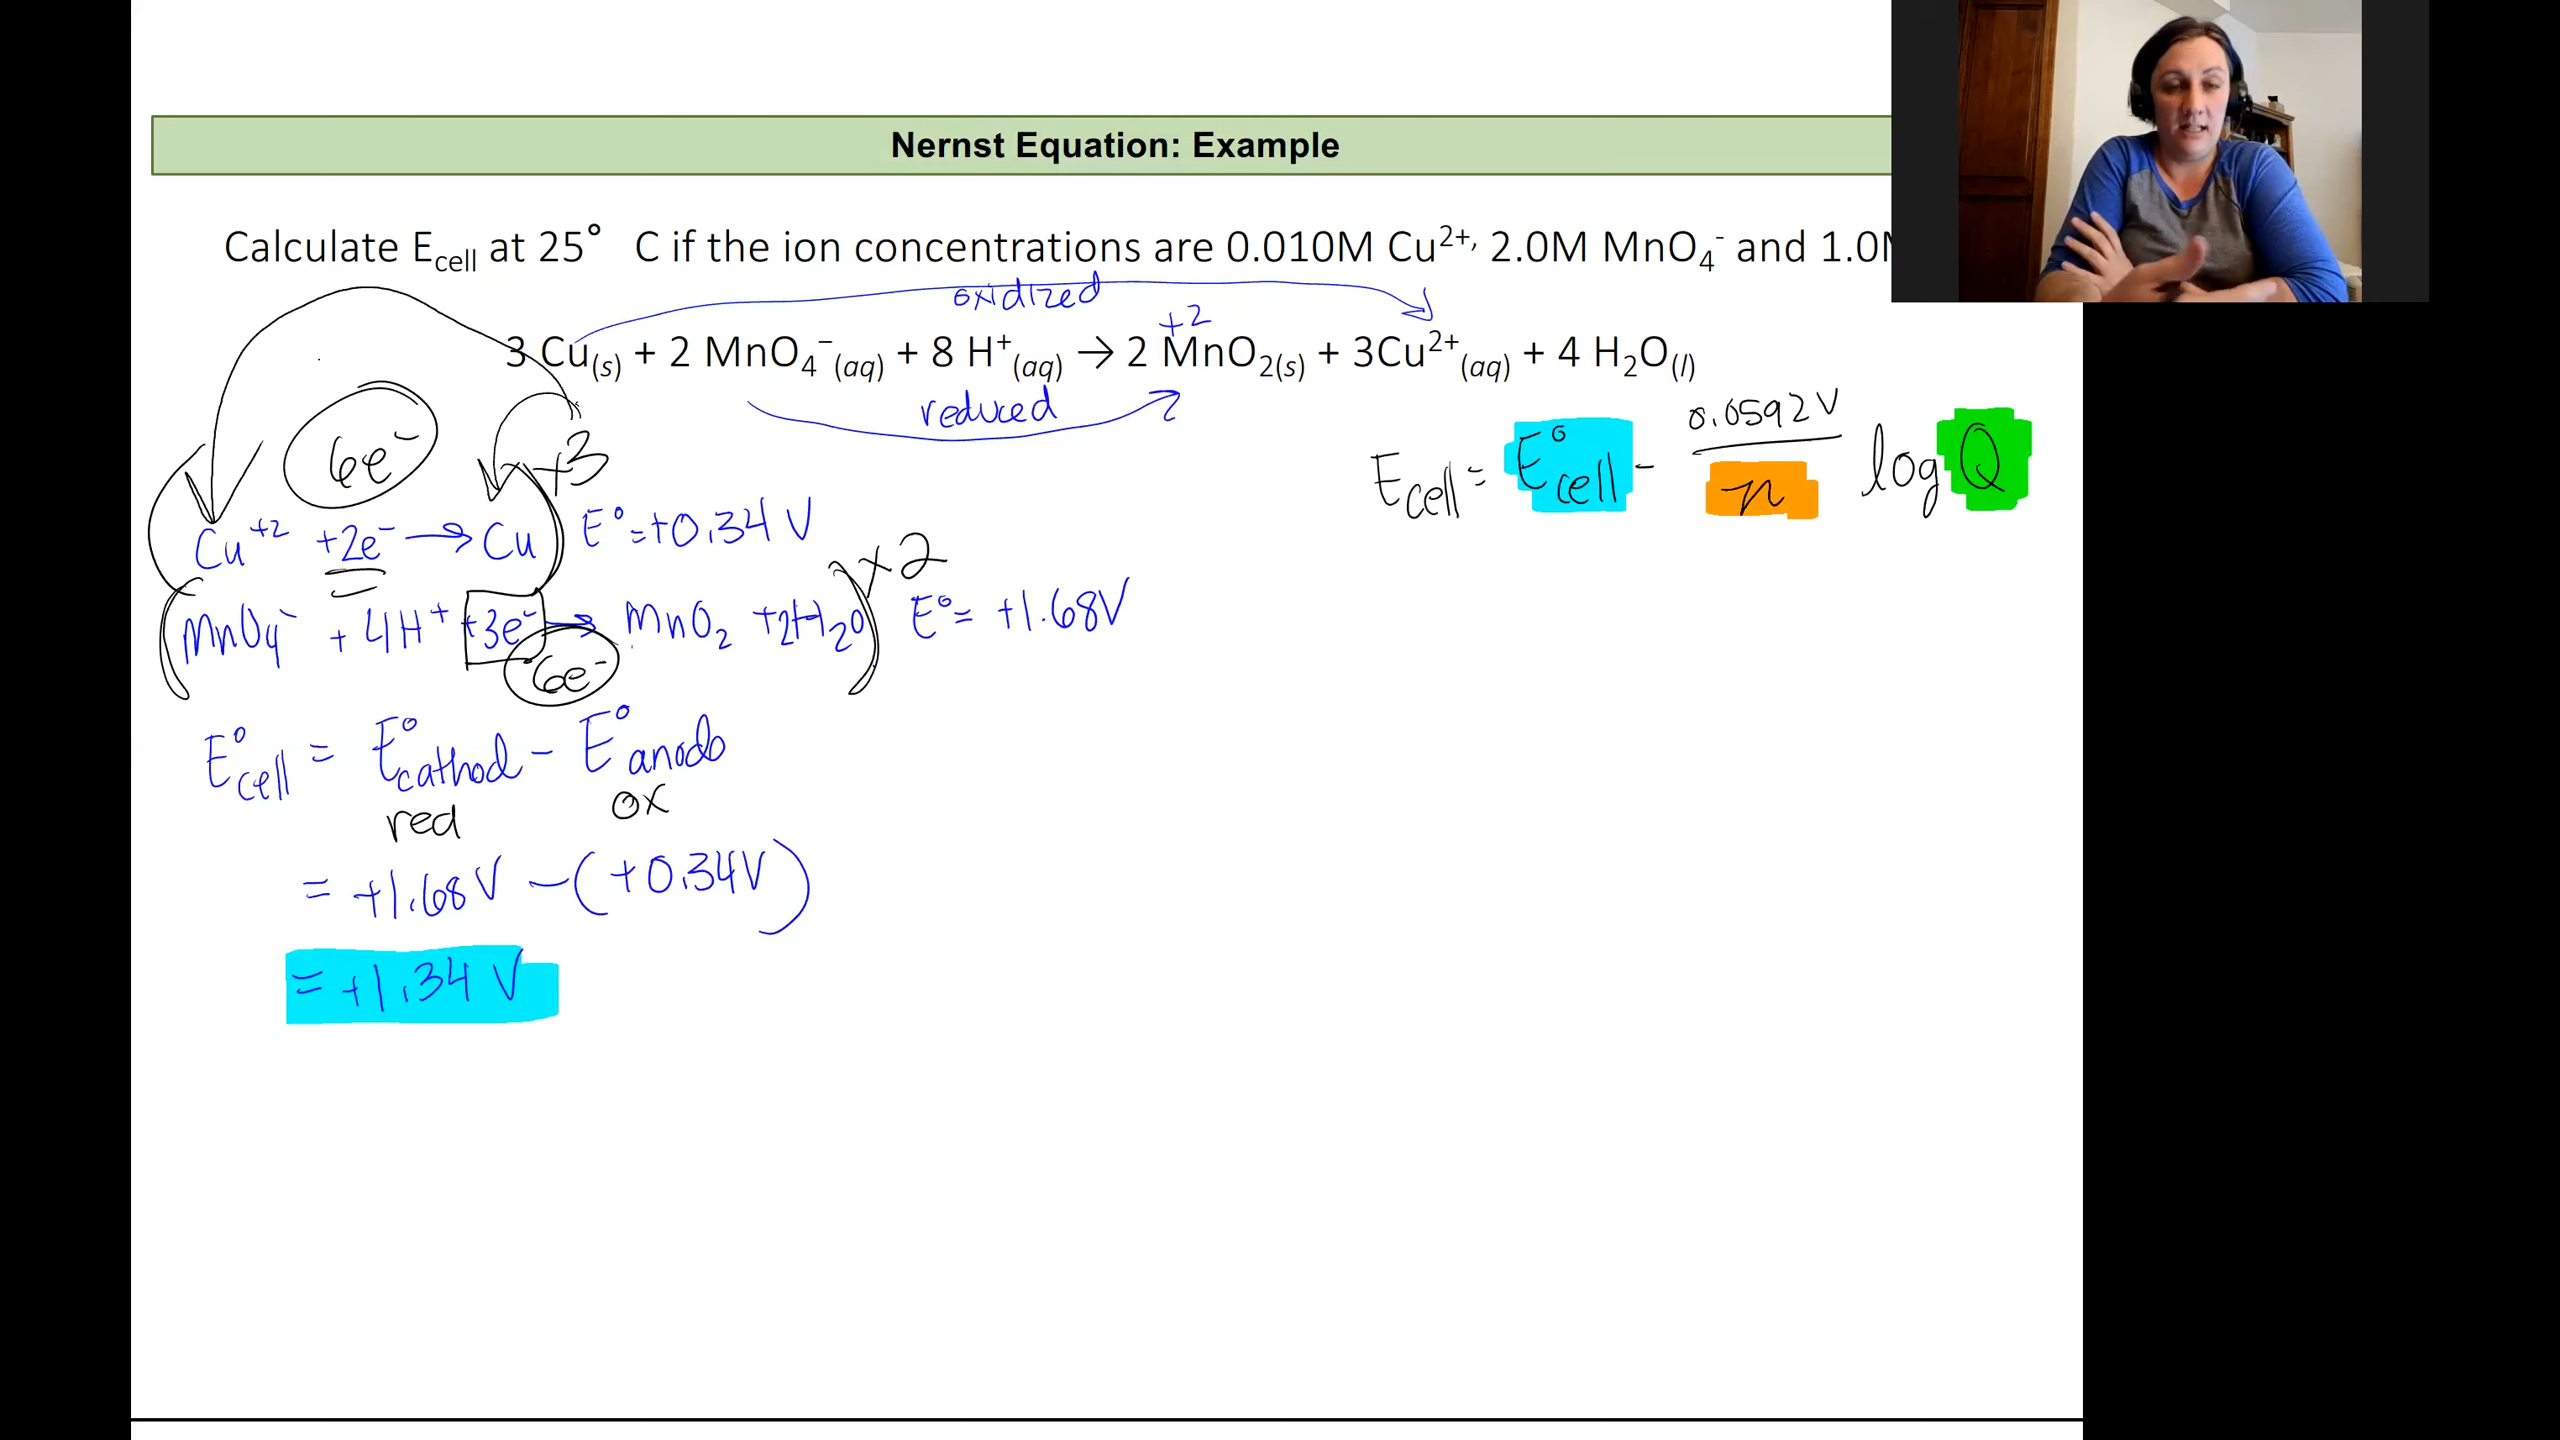 Nernst Equation: Example
Calculate Ecell at 25° C if the ion concentrations are 0.010M Cu²⁺, 2.0M MnO₄⁻ and 1.0
oxidized
+2
3 Cu(s) + 2 MnO₄⁻(aq) + 8 H⁺(aq) → 2 MnO₂(s) + 3Cu²⁺(aq) + 4 H₂O(l)
reduced
Ecell = E°cell - 0.0592V / n log Q
6e⁻
x3
Cu⁺² +2e⁻ → Cu E° = +0.34 V
x2
MnO₄⁻ + 4H⁺ +3e⁻ → MnO₂ +2H₂O E° = +1.68V
6e⁻
E°cell = E°cathod - E°anode
red ox
= +1.68 V - (+0.34V)
= +1.34 V